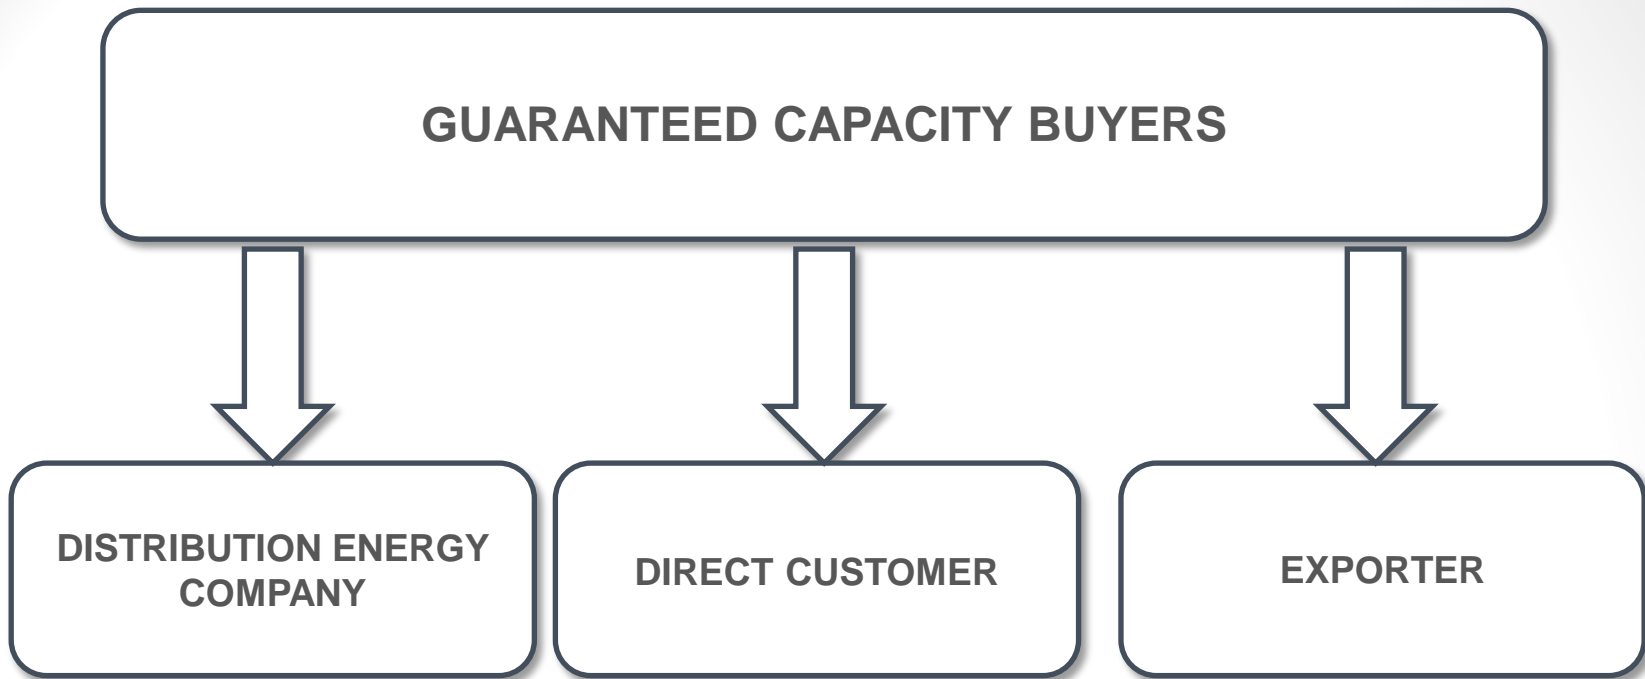 GUARANTEED CAPACITY BUYERS
DISTRIBUTION ENERGY
COMPANY
DIRECT CUSTOMER
EXPORTER